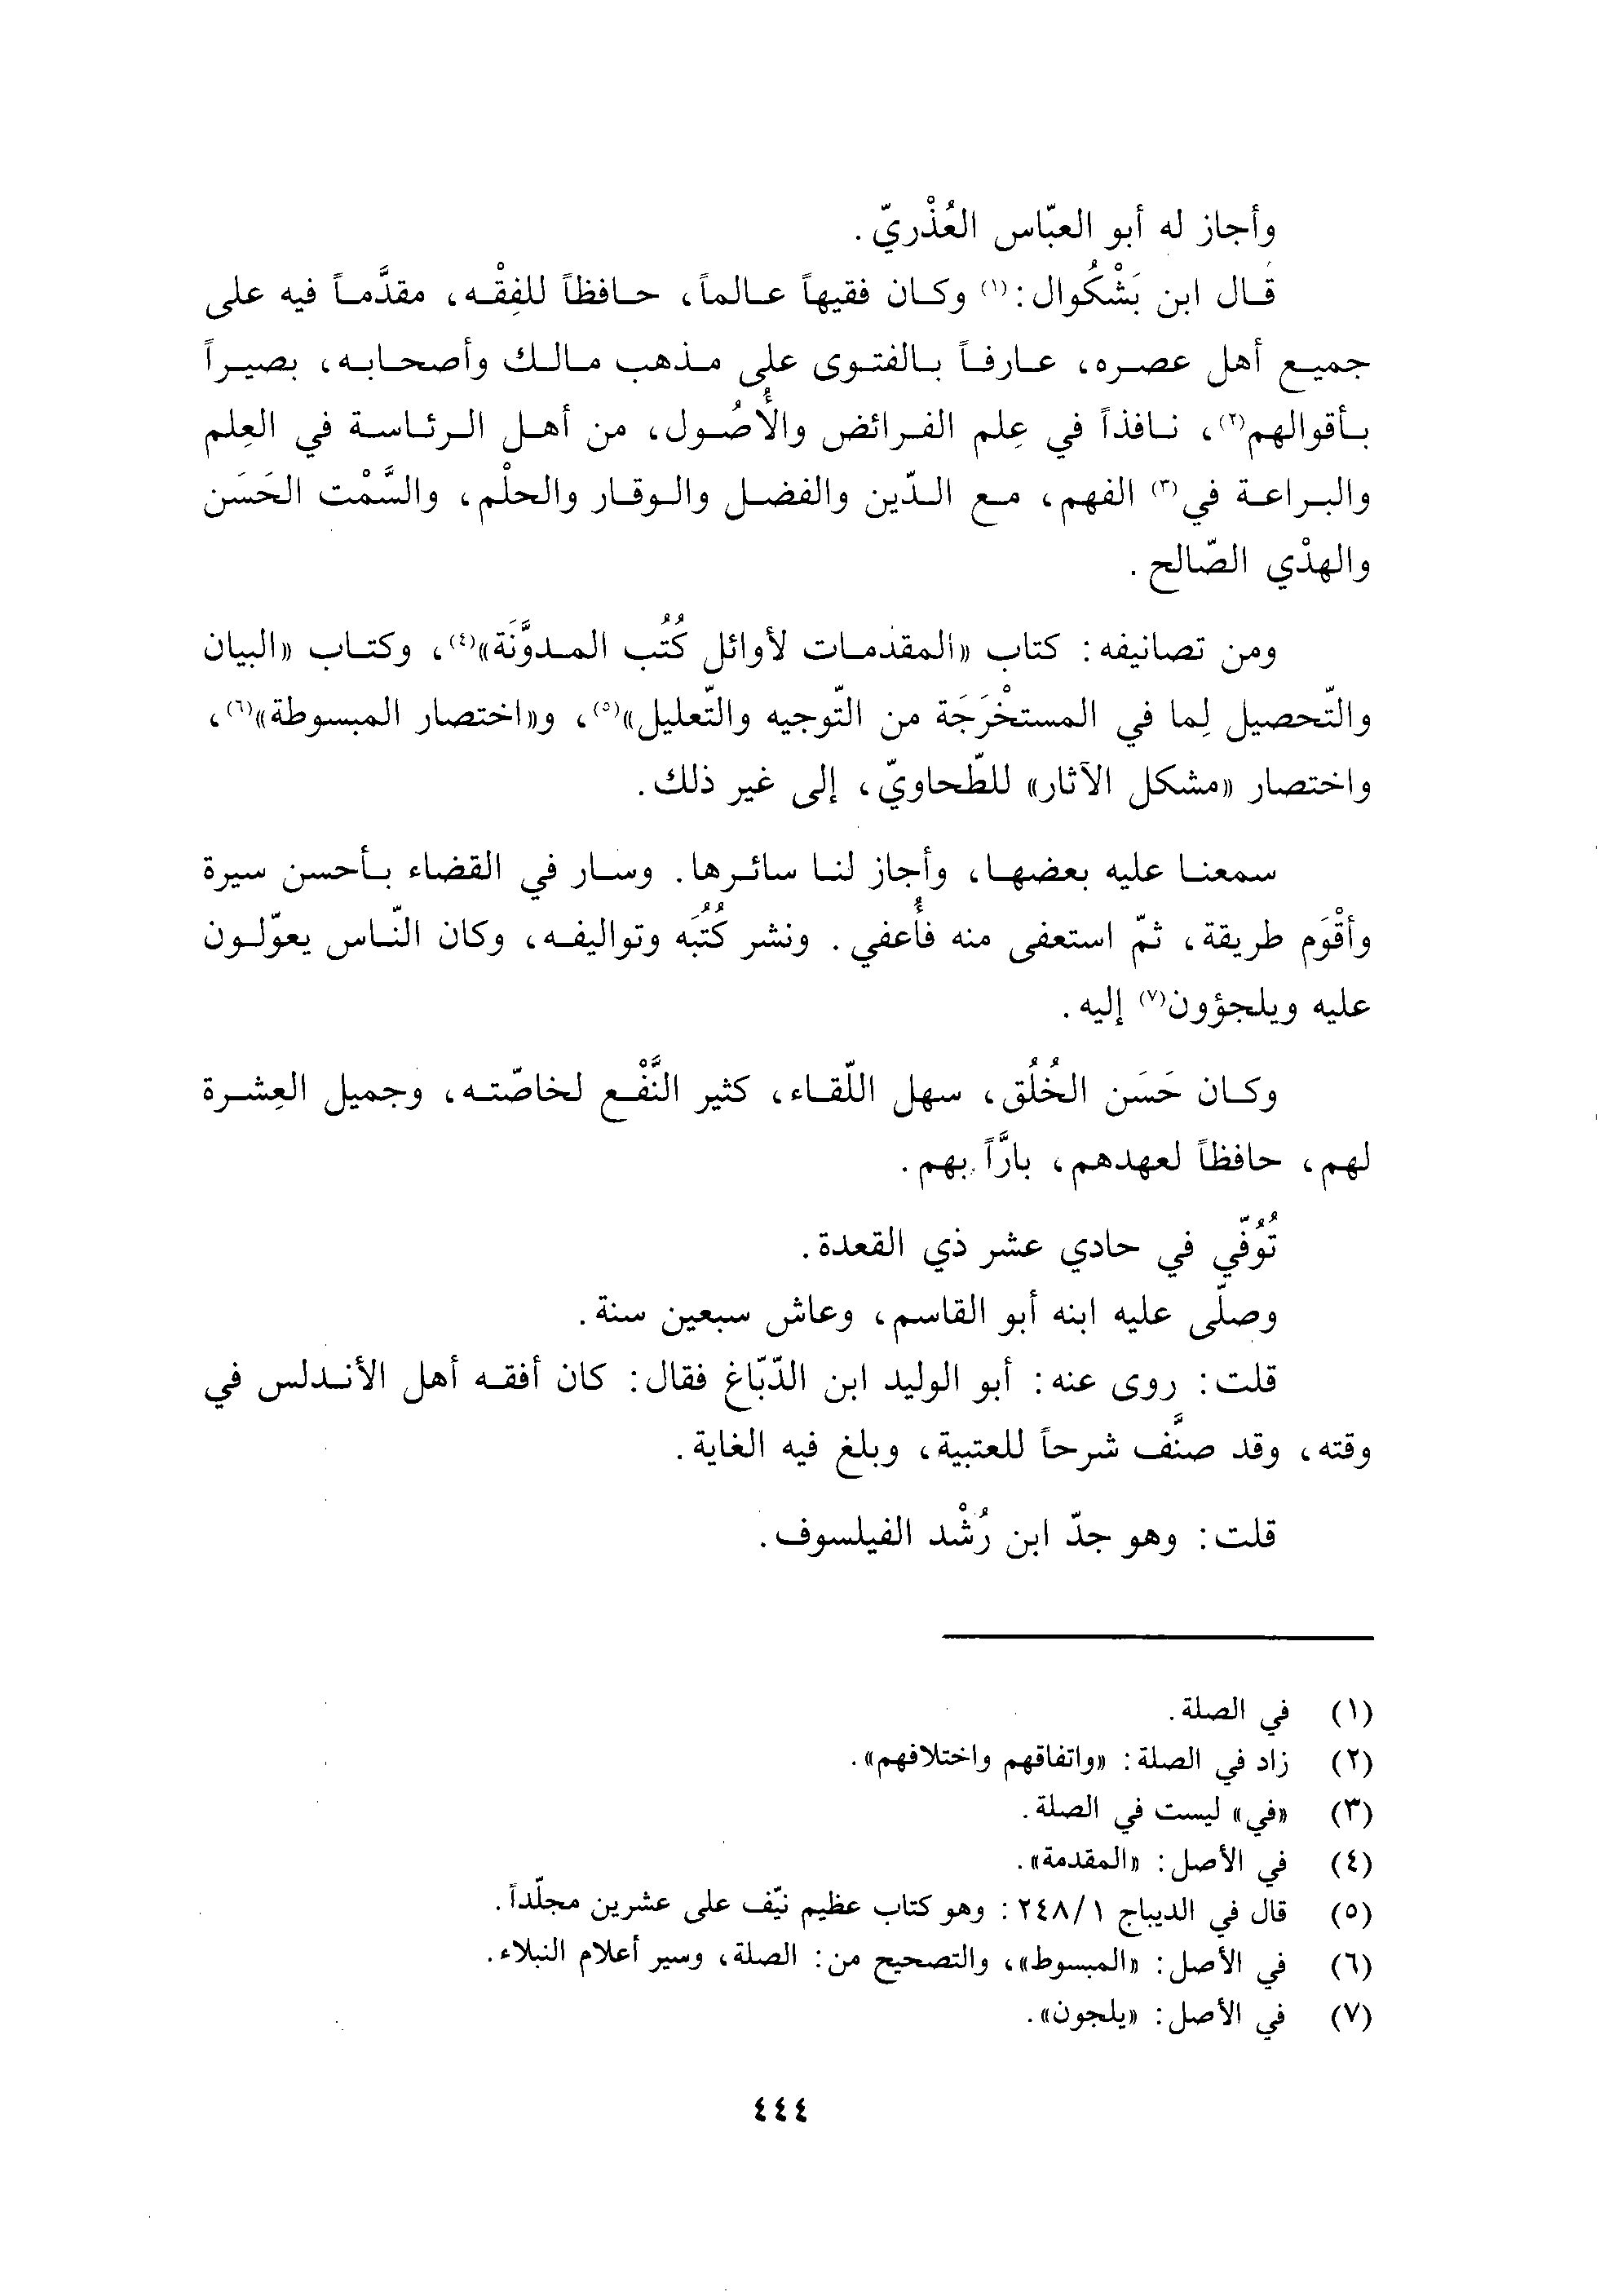 وأجاز له أبو العبّاس العُذْريّ.
قال ابن بَشْكُوال:(١) وكان فقيهاً عالماً، حافظاً للفِقْه، مقدَّماً فيه على
جميع أهل عصره، عارفاً بالفتوى على مذهب مالك وأصحابه، بصيراً
بأقوالهم(٢)، نافذاً في عِلم الفرائض والأُصُول، من أهل الرئاسة في العِلم
والبراعة في(٣) الفهم، مع الدّين والفضل والوقار والحلْم، والسَّمْت الحَسَن
والهدْي الصّالح.
ومن تصانيفه: كتاب «المقدمات لأوائل كُتُب المدوَّنَة»(٤)، وكتاب «البيان
والتّحصيل لِما في المستخْرَجَة من التّوجيه والتّعليل»(٥)، و«اختصار المبسوطة»(٦)،
واختصار «مشكل الآثار» للطّحاويّ، إلى غير ذلك.
سمعنا عليه بعضها، وأجاز لنا سائرها. وسار في القضاء بأحسن سيرة
وأقْوَم طريقة، ثمّ استعفى منه فأُعفي. ونشر كُتُبَه وتواليفه، وكان النّاس يعوّلون
عليه ويلجؤون(٧) إليه.
وكان حَسَن الخُلُق، سهل اللّقاء، كثير النَّفْع لخاصّته، وجميل العِشرة
لهم، حافظاً لعهدهم، بارّاً بهم.
تُوُفّي في حادي عشر ذي القعدة.
وصلّى عليه ابنه أبو القاسم، وعاش سبعين سنة.
قلت: روى عنه: أبو الوليد ابن الدّبّاغ فقال: كان أفقه أهل الأندلس في
وقته، وقد صنَّف شرحاً للعتبية، وبلغ فيه الغاية.
قلت: وهو جدّ ابن رُشْد الفيلسوف.
(١) في الصلة.
(٢) زاد في الصلة: «واتفاقهم واختلافهم».
(٣) «في» ليست في الصلة.
(٤) في الأصل: «المقدمة».
(٥) قال في الديباج ٢٤٨/١: وهو كتاب عظيم نيّف على عشرين مجلّداً.
(٦) في الأصل: «المبسوط»، والتصحيح من: الصلة، وسير أعلام النبلاء.
(٧) في الأصل: «يلجون».
٤٤٤